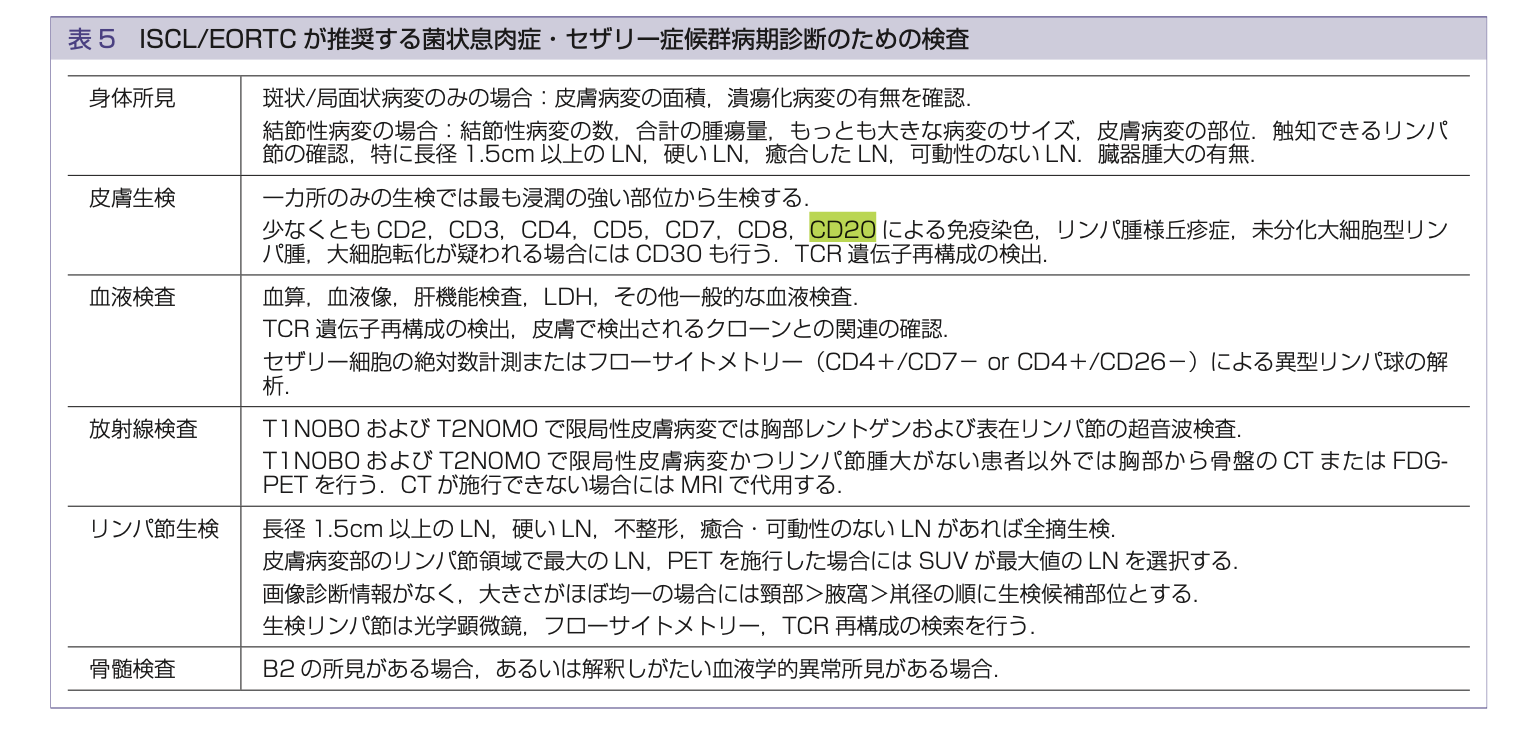 表 5 ISCL/EORTC が推奨する菌状息肉症・セザリー症候群病期診断のための検査
身体所見
斑状/局面状病変のみの場合：皮膚病変の面積，潰瘍化病変の有無を確認．
結節性病変の場合：結節性病変の数，合計の腫瘍量，もっとも大きな病変のサイズ，皮膚病変の部位．触知できるリンパ
節の確認，特に長径 1.5cm 以上の LN，硬い LN，癒合した LN，可動性のない LN．臓器腫大の有無．
皮膚生検
一カ所のみの生検では最も浸潤の強い部位から生検する．
少なくとも CD2，CD3，CD4，CD5，CD7，CD8，CD20 による免疫染色，リンパ腫様丘疹症，未分化大細胞型リン
パ腫，大細胞転化が疑われる場合には CD30 も行う．TCR 遺伝子再構成の検出．
血液検査
血算，血液像，肝機能検査，LDH，その他一般的な血液検査．
TCR 遺伝子再構成の検出，皮膚で検出されるクローンとの関連の確認．
セザリー細胞の絶対数計測またはフローサイトメトリー（CD4＋/CD7－ or CD4＋/CD26－）による異型リンパ球の解
析．
放射線検査
T1N0B0 および T2N0M0 で限局性皮膚病変では胸部レントゲンおよび表在リンパ節の超音波検査．
T1N0B0 および T2N0M0 で限局性皮膚病変かつリンパ節腫大がない患者以外では胸部から骨盤の CT または FDG-
PET を行う．CT が施行できない場合には MRI で代用する．
リンパ節生検
長径 1.5cm 以上の LN，硬い LN，不整形，癒合・可動性のない LN があれば全摘生検．
皮膚病変部のリンパ節領域で最大の LN，PET を施行した場合には SUV が最大値の LN を選択する．
画像診断情報がなく，大きさがほぼ均一の場合には頸部＞腋窩＞鼡径の順に生検候補部位とする．
生検リンパ節は光学顕微鏡，フローサイトメトリー，TCR 再構成の検索を行う．
骨髄検査
B2 の所見がある場合，あるいは解釈しがたい血液学的異常所見がある場合．